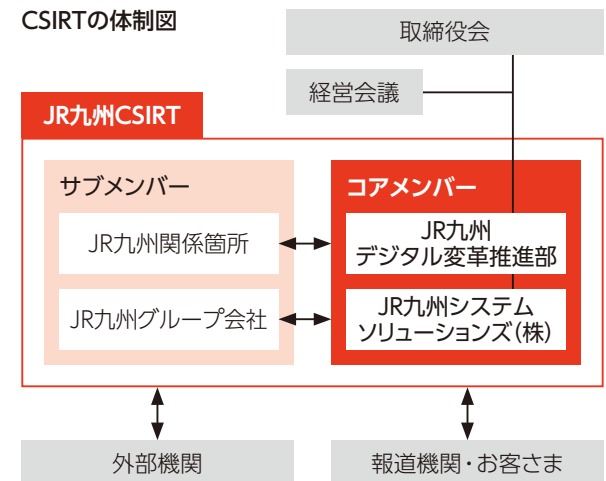 CSIRTの体制図
取締役会
経営会議
JR九州CSIRT
サブメンバー
JR九州関係箇所
JR九州グループ会社
コアメンバー
JR九州
デジタル変革推進部
JR九州システム
ソリューションズ(株)
外部機関
報道機関・お客さま